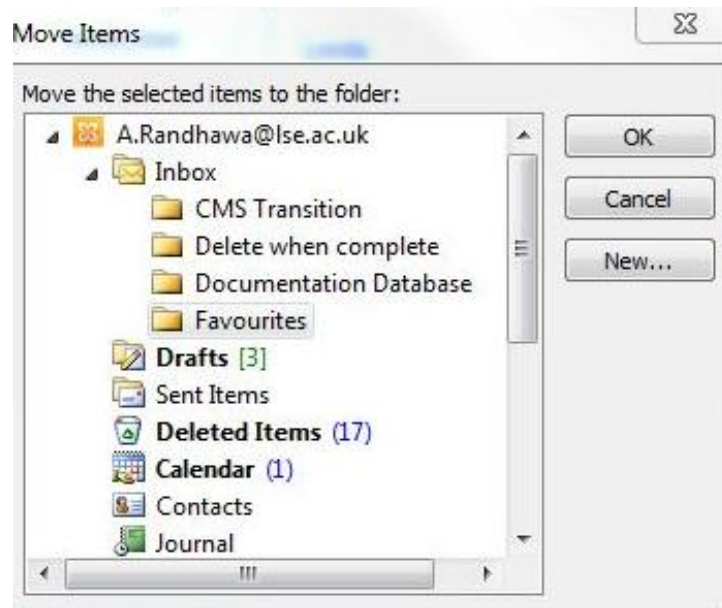 Move Items
Move the selected items to the folder:
A.Randhawa@lse.ac.uk
Inbox
CMS Transition
Delete when complete
Documentation Database
Favourites
Drafts [3]
Sent Items
Deleted Items (17)
Calendar (1)
Contacts
Journal
OK
Cancel
New...